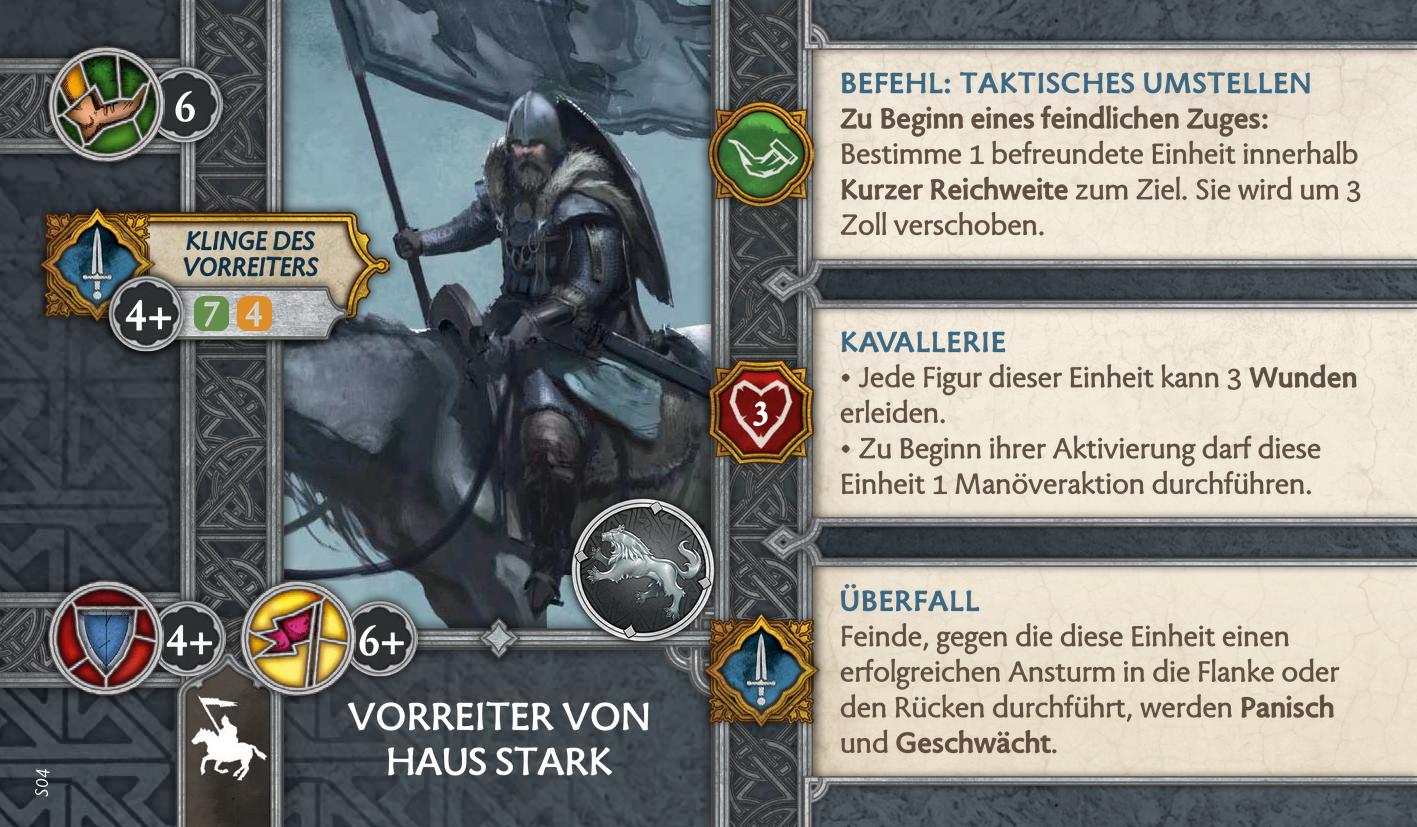 6
KLINGE DES
VORREITERS
4+ 7 4
4+ 6+
VORREITER VON
HAUS STARK
S04
BEFEHL: TAKTISCHES UMSTELLEN
Zu Beginn eines feindlichen Zuges:
Bestimme 1 befreundete Einheit innerhalb
Kurzer Reichweite zum Ziel. Sie wird um 3
Zoll verschoben.
3
KAVALLERIE
• Jede Figur dieser Einheit kann 3 Wunden
erleiden.
• Zu Beginn ihrer Aktivierung darf diese
Einheit 1 Manöveraktion durchführen.
ÜBERFALL
Feinde, gegen die diese Einheit einen
erfolgreichen Ansturm in die Flanke oder
den Rücken durchführt, werden Panisch
und Geschwächt.